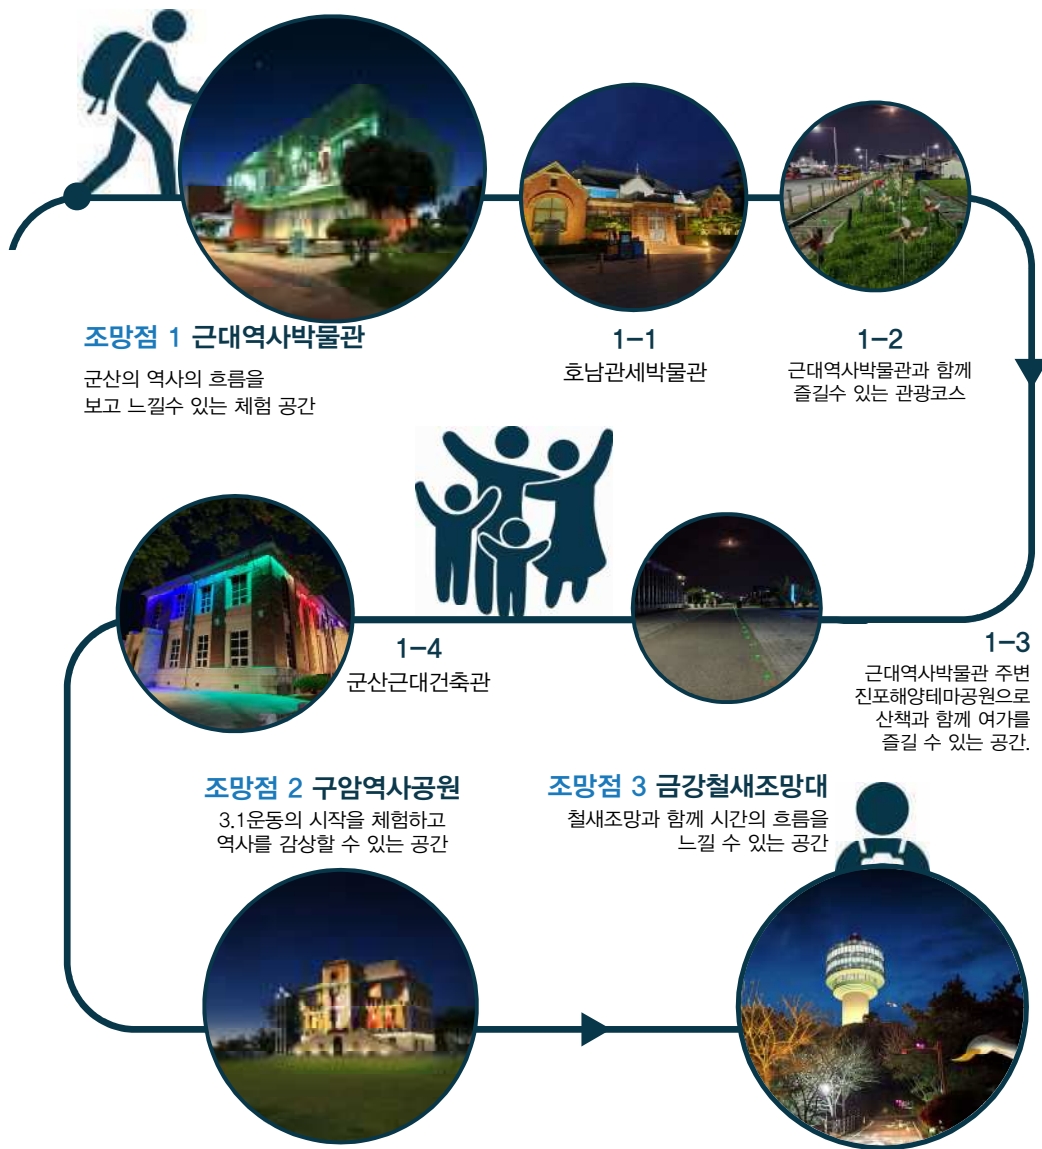 조망점 1 근대역사박물관
군산의 역사의 흐름을
보고 느낄수 있는 체험 공간
1-1
호남관세박물관
1-2
근대역사박물관과 함께
즐길수 있는 관광코스
1-3
근대역사박물관 주변
진포해양테마공원으로
산책과 함께 여가를
즐길 수 있는 공간.
1-4
군산근대건축관
조망점 2 구암역사공원
3.1운동의 시작을 체험하고
역사를 감상할 수 있는 공간
조망점 3 금강철새조망대
철새조망과 함께 시간의 흐름을
느낄 수 있는 공간